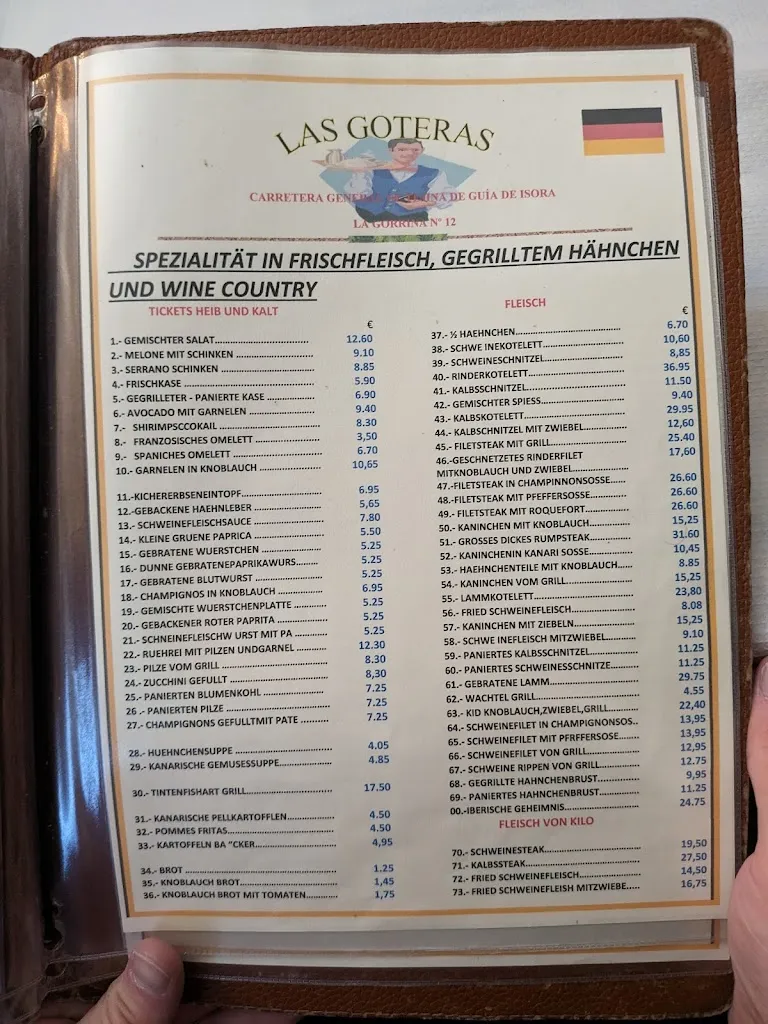 LAS GOTERAS
CARRETERA DE GUÍA DE ISORA
LA GORRINA Nº 12
SPEZIALITÄT IN FRISCHFLEISCH, GEGRILLTEM HÄHNCHEN
UND WINE COUNTRY
TICKETS HEIB UND KALT
€
1.- GEMISCHTER SALAT 12.60
2.- MELONE MIT SCHINKEN 9.10
3.- SERRANO SCHINKEN 8.85
4.- FRISCHKASE 5.90
5.- GEGRILLETER - PANIERTE KASE 6.90
6.- AVOCADO MIT GARNELEN 9.40
7.- SHIRIMPSCCOKAIL 8.30
8.- FRANZOSISCHES OMELETT 3,50
9.- SPANICHES OMELETT 6.70
10.- GARNELEN IN KNOBLAUCH 10,65
11.-KICHERERBSENEINTOPF 6.95
12.-GEBACKENE HAEHNLEBER 5,65
13.- SCHWEINEFLEISCHSAUCE 7.80
14.- KLEINE GRUENE PAPRICA 5.50
15.- GEBRATENE WUERSTCHEN 5.25
16.- DUNNE GEBRATENEPAPRIKAWURS 5.25
17.- GEBRATENE BLUTWURST 5.25
18.- CHAMPIGNOS IN KNOBLAUCH 6.95
19.- GEMISCHTE WUERSTCHENPLATTE 5.25
20.- GEBACKENER ROTER PAPRITA 5.25
21.- SCHNEINEFLEISCHW URST MIT PA 5.25
22.- RUEHREI MIT PILZEN UNDGARNEL 12.30
23.- PILZE VOM GRILL 8.30
24.- ZUCCHINI GEFULLT 8,30
25.- PANIERTEN BLUMENKOHL 7.25
26 .- PANIERTEN PILZE 7.25
27.- CHAMPIGNONS GEFULLTMIT PATE 7.25
28.- HUEHNCHENSUPPE 4.05
29.- KANARISCHE GEMUSESSUPPE 4.85
30.- TINTENFISHART GRILL 17.50
31.- KANARISCHE PELLKARTOFFLEN 4.50
32.- POMMES FRITAS 4.50
33.- KARTOFFELN BA "CKER 4,95
34.- BROT 1.25
35.- KNOBLAUCH BROT 1,45
36.- KNOBLAUCH BROT MIT TOMATEN 1,75
FLEISCH
€
37.- ½ HAEHNCHEN 6.70
38.- SCHWE INEKOTELETT 10,60
39.- SCHWEINESCHNITZEL 8,85
40.- RINDERKOTELETT 36.95
41.- KALBSSCHNITZEL 11.50
42.- GEMISCHTER SPIESS 9.40
43.- KALBSKOTELETT 29.95
44.- KALBSCHNITZEL MIT ZWIEBEL 12,60
45.- FILETSTEAK MIT GRILL 25.40
46.-GESCHNETZETES RINDERFILET 17,60
MITKNOBLAUCH UND ZWIEBEL
47.-FILETSTEAK IN CHAMPINNONSOSSE 26.60
48.-FILETSTEAK MIT PFEFFERSOSSE 26.60
49.- FILETSTEAK MIT ROQUEFORT 26.60
50.- KANINCHEN MIT KNOBLAUCH 15,25
51.- GROSSES DICKES RUMPSTEAK 31.60
52.- KANINCHENIN KANARI SOSSE 10,45
53.- HAEHNCHENTEILE MIT KNOBLAUCH 8.85
54.- KANINCHEN VOM GRILL 15,25
55.- LAMMKOTELETT 23,80
56.- FRIED SCHWEINEFLEISCH 8.08
57.- KANINCHEN MIT ZIEBELN 15,25
58.- SCHWE INEFLEISCH MITZWIEBEL 9.10
59.- PANIERTES KALBSSCHNITZEL 11.25
60.- PANIERTES SCHWEINESSCHNITZE 11.25
61.- GEBRATENE LAMM 29.75
62.- WACHTEL GRILL 4.55
63.- KID KNOBLAUCH,ZWIEBEL,GRILL 22,40
64.- SCHWEINEFILET IN CHAMPIGNONSOS.. 13,95
65.- SCHWEINEFILET MIT PFRFFERSOSE 13,95
66.- SCHWEINEFILET VON GRILL 12,95
67.- SCHWEINE RIPPEN VON GRILL 12.75
68.- GEGRILLTE HAHNCHENBRUST 9,95
69.- PANIERTES HAHNCHENBRUST 11.25
00.-IBERISCHE GEHEIMNIS 24.75
FLEISCH VON KILO
70.- SCHWEINESTEAK 19,50
71.- KALBSSTEAK 27,50
72.- FRIED SCHWEINEFLEISCH 14,50
73.- FRIED SCHWEINEFLEISH MITZWIEBE 16,75